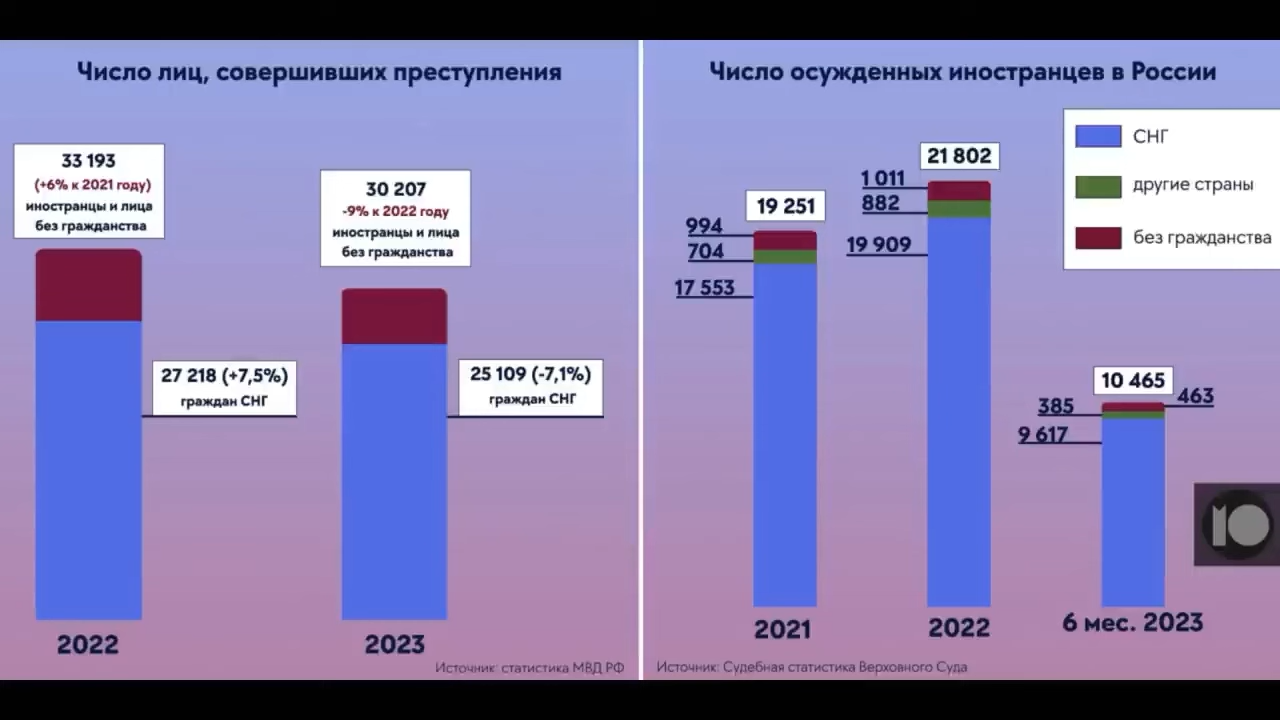 Число лиц, совершивших преступления
33 193
(+6% к 2021 году)
иностранцы и лица
без гражданства
30 207
-9% к 2022 году
иностранцы и лица
без гражданства
27 218 (+7,5%)
граждан СНГ
25 109 (-7,1%)
граждан СНГ
2022
2023
Источник: статистика МВД РФ
Число осужденных иностранцев в России
СНГ
другие страны
без гражданства
19 251
994
704
17 553
21 802
1 011
882
19 909
10 465
463
385
9 617
2021
2022
6 мес. 2023
Источник: Судебная статистика Верховного Суда